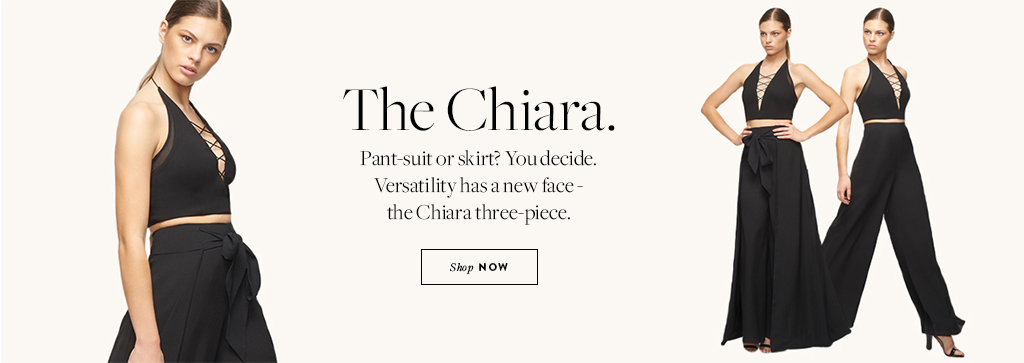 The Chiara.
Pant-suit or skirt? You decide.
Versatility has a new face -
the Chiara three-piece.
Shop NOW